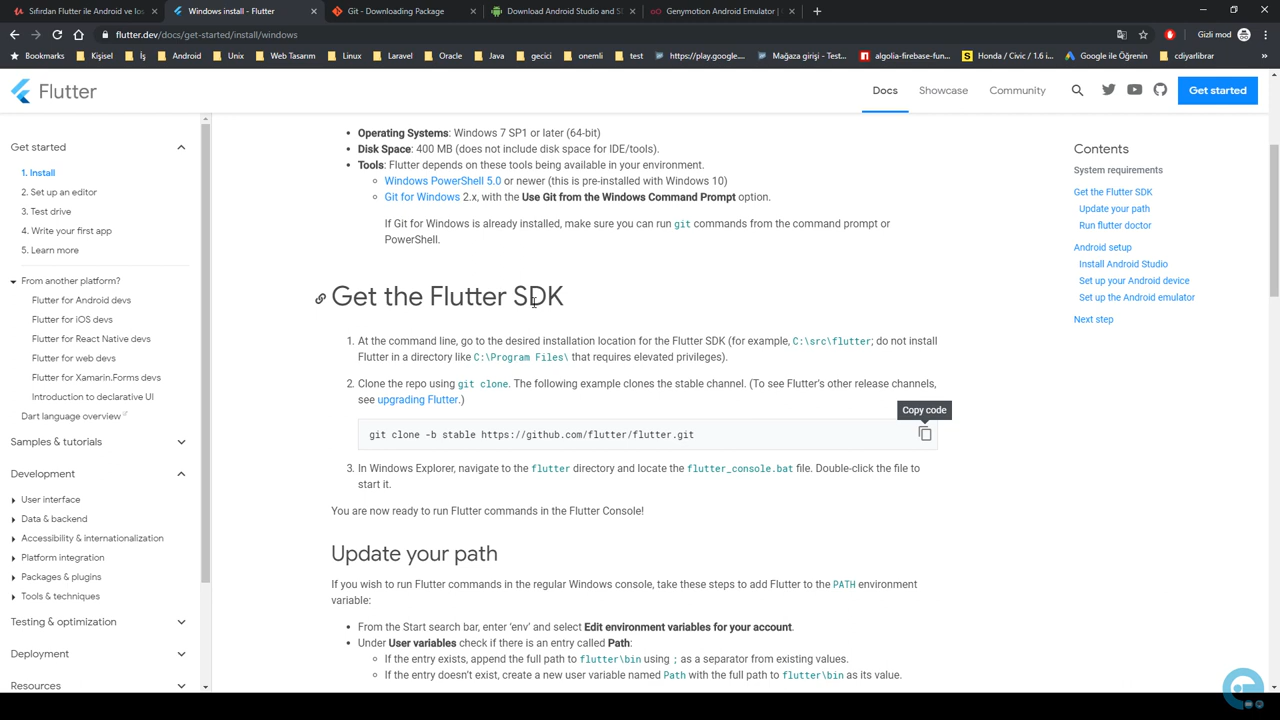 Sıfırdan Flutter Android ve Ios
Windows install - Flutter
Git - Downloading Package
Download Android Studio and S
Genymotion Android Emulator |
flutter.dev/docs/get-started/install/windows
Gizli mod
Bookmarks Kişisel İş Android Linux Laravel Oracle Java gecici onemli test https://play.google.... Mağaza girişi - Test... algolia-firebase-fun... Honda / Civic / 1.6 i... Google ile Öğrenin cdiyarlibrar
Flutter
Docs Showcase Community Get started
Get started
1. Install
2. Set up an editor
3. Test drive
4. Write your first app
5. Learn more
From another platform?
Flutter for Android devs
Flutter for iOS devs
Flutter for React Native devs
Flutter for web devs
Flutter for Xamarin.Forms devs
Introduction to declarative UI
Dart language overview
Samples & tutorials
Development
User interface
Data & backend
Accessibility & internationalization
Platform integration
Packages & plugins
Tools & techniques
Testing & optimization
Deployment
Resources
Operating Systems: Windows 7 SP1 or later (64-bit)
Disk Space: 400 MB (does not include disk space for IDE/tools).
Tools: Flutter depends on these tools being available in your environment.
Windows PowerShell 5.0 or newer (this is pre-installed with Windows 10)
Git for Windows 2.x, with the Use Git from the Windows Command Prompt option.
If Git for Windows is already installed, make sure you can run git commands from the command prompt or
PowerShell.
Get the Flutter SDK
1. At the command line, go to the desired installation location for the Flutter SDK (for example, C:\src\flutter; do not install
Flutter in a directory like C:\Program Files\ that requires elevated privileges).
2. Clone the repo using git clone. The following example clones the stable channel. (To see Flutter's other release channels,
see upgrading Flutter.)
Copy code
git clone -b stable https://github.com/flutter/flutter.git
3. In Windows Explorer, navigate to the flutter directory and locate the flutter_console.bat file. Double-click the file to
start it.
You are now ready to run Flutter commands in the Flutter Console!
Update your path
If you wish to run Flutter commands in the regular Windows console, take these steps to add Flutter to the PATH environment
variable:
From the Start search bar, enter 'env' and select Edit environment variables for your account.
Under User variables check if there is an entry called Path:
If the entry exists, append the full path to flutter\bin using ; as a separator from existing values.
If the entry doesn't exist, create a new user variable named Path with the full path to flutter\bin as its value.
Contents
System requirements
Get the Flutter SDK
Update your path
Run flutter doctor
Android setup
Install Android Studio
Set up your Android device
Set up the Android emulator
Next step